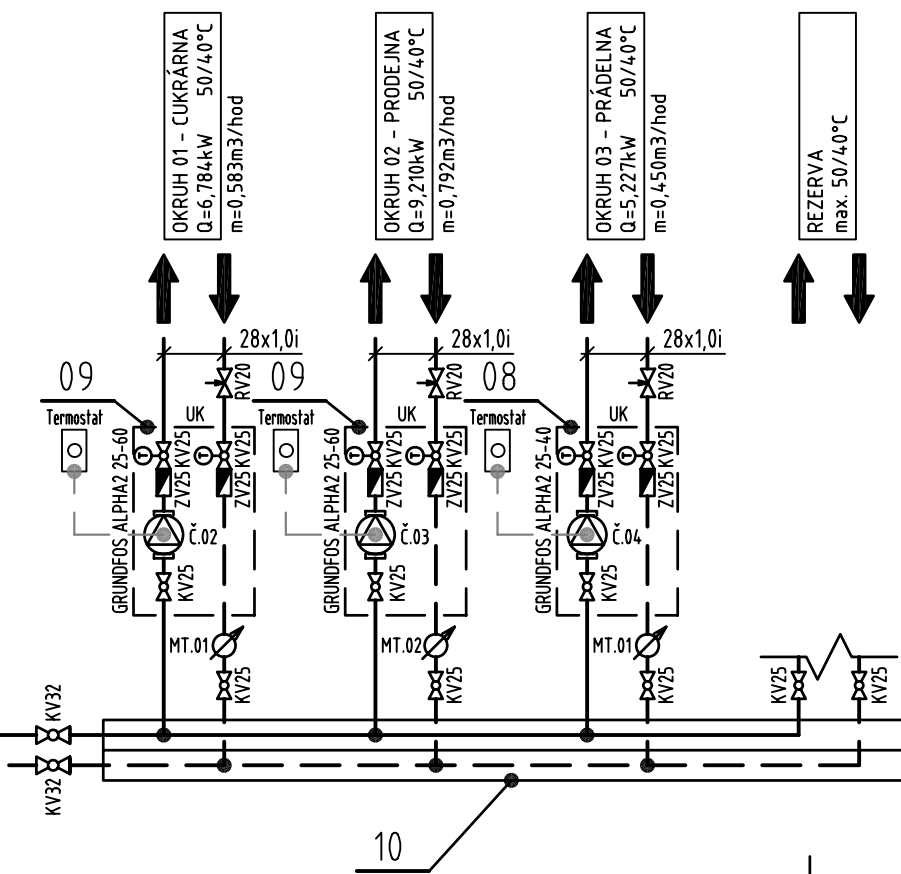 OKRUH 01 - CUKRÁRNA
Q=6,784kW 50/40°C
m=0,583m3/hod
OKRUH 02 - PRODEJNA
Q=9,210kW 50/40°C
m=0,792m3/hod
OKRUH 03 - PRÁDELNA
Q=5,227kW 50/40°C
m=0,450m3/hod
REZERVA
max. 50/40°C
28x1,0i
28x1,0i
28x1,0i
09
Termostat
UK
RV20
KV25
ZV25
KV25
ZV25
GRUNDFOS ALPHA2 25-60
Č.02
KV25
MT.01
KV25
09
Termostat
UK
RV20
KV25
ZV25
KV25
ZV25
GRUNDFOS ALPHA2 25-60
Č.03
KV25
MT.02
KV25
08
Termostat
UK
RV20
KV25
ZV25
KV25
ZV25
GRUNDFOS ALPHA2 25-40
Č.04
KV25
MT.01
KV25
KV25
KV25
KV32
KV32
10
T
T
T
T
T
T